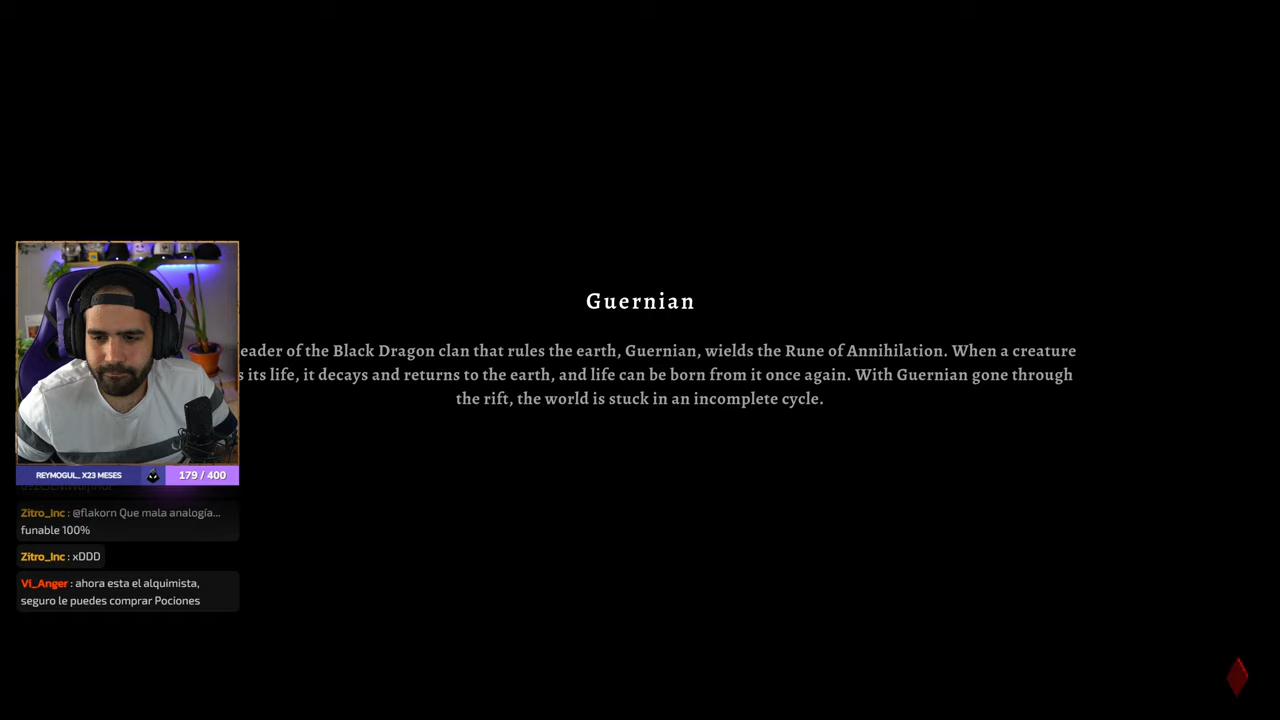 Guernian
eader of the Black Dragon clan that rules the earth, Guernian, wields the Rune of Annihilation. When a creature
s its life, it decays and returns to the earth, and life can be born from it once again. With Guernian gone through
the rift, the world is stuck in an incomplete cycle.
REYMOGUL_ X23 MESES 179 / 400
Zitro_Inc : @flakorn Que mala analogía...
funable 100%
Zitro_Inc : xDDD
Vi_Anger : ahora esta el alquimista,
seguro le puedes comprar Pociones